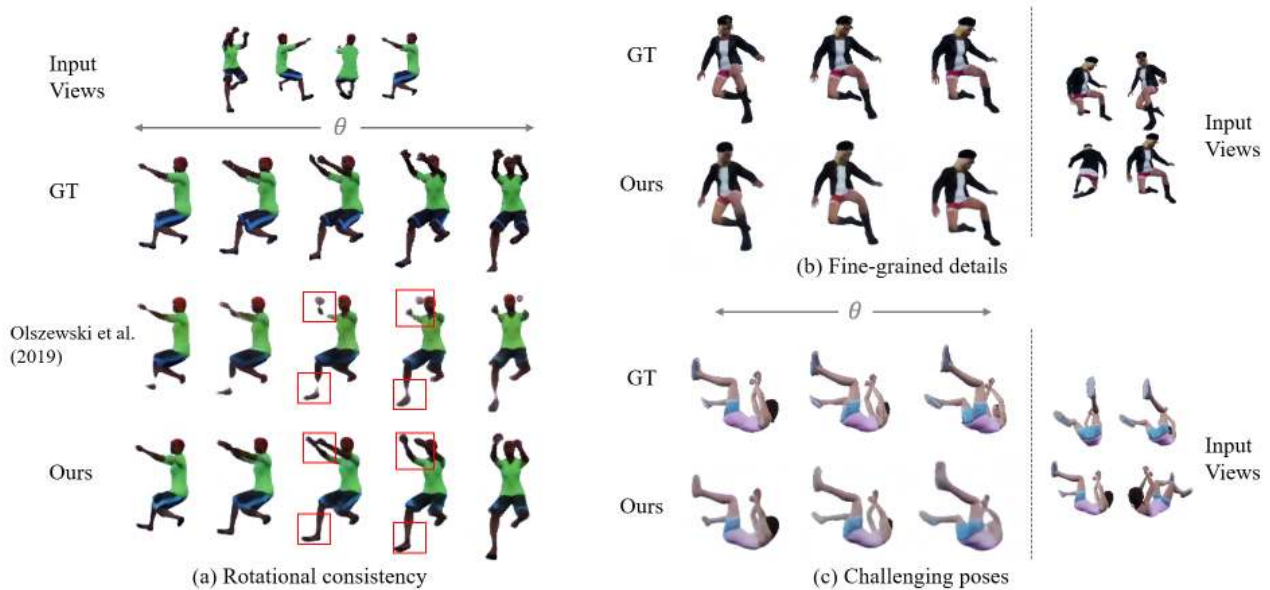 Input
Views
θ
GT
Olszewski et al.
(2019)
Ours
(a) Rotational consistency
GT
Ours
Input
Views
(b) Fine-grained details
θ
GT
Ours
Input
Views
(c) Challenging poses